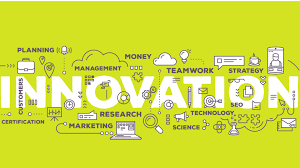 PLANNING
MONEY
MANAGEMENT
TEAMWORK
STRATEGY
INNOVATION
CUSTOMERS
SEO
RESEARCH
TECHNOLOGY
CERTIFICATION
MARKETING
SCIENCE